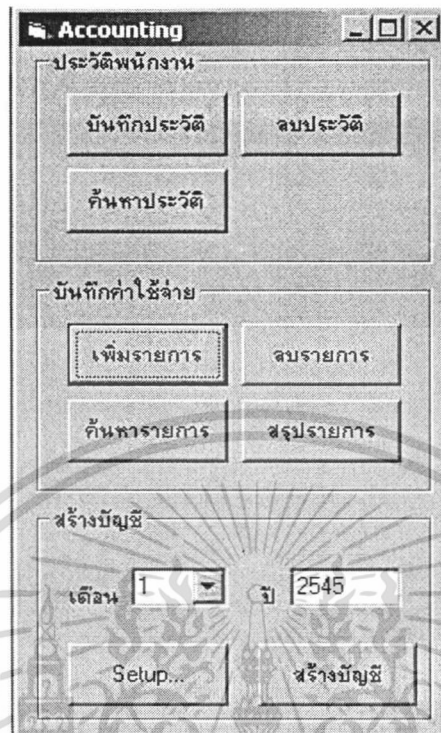 Accounting
ประวัติพนักงาน
บันทึกประวัติ ลบประวัติ
ค้นหาประวัติ
บันทึกค่าใช้จ่าย
เพิ่มรายการ ลบรายการ
ค้นหารายการ สรุปรายการ
สร้างบัญชี
เดือน 1 ปี 2545
Setup... สร้างบัญชี